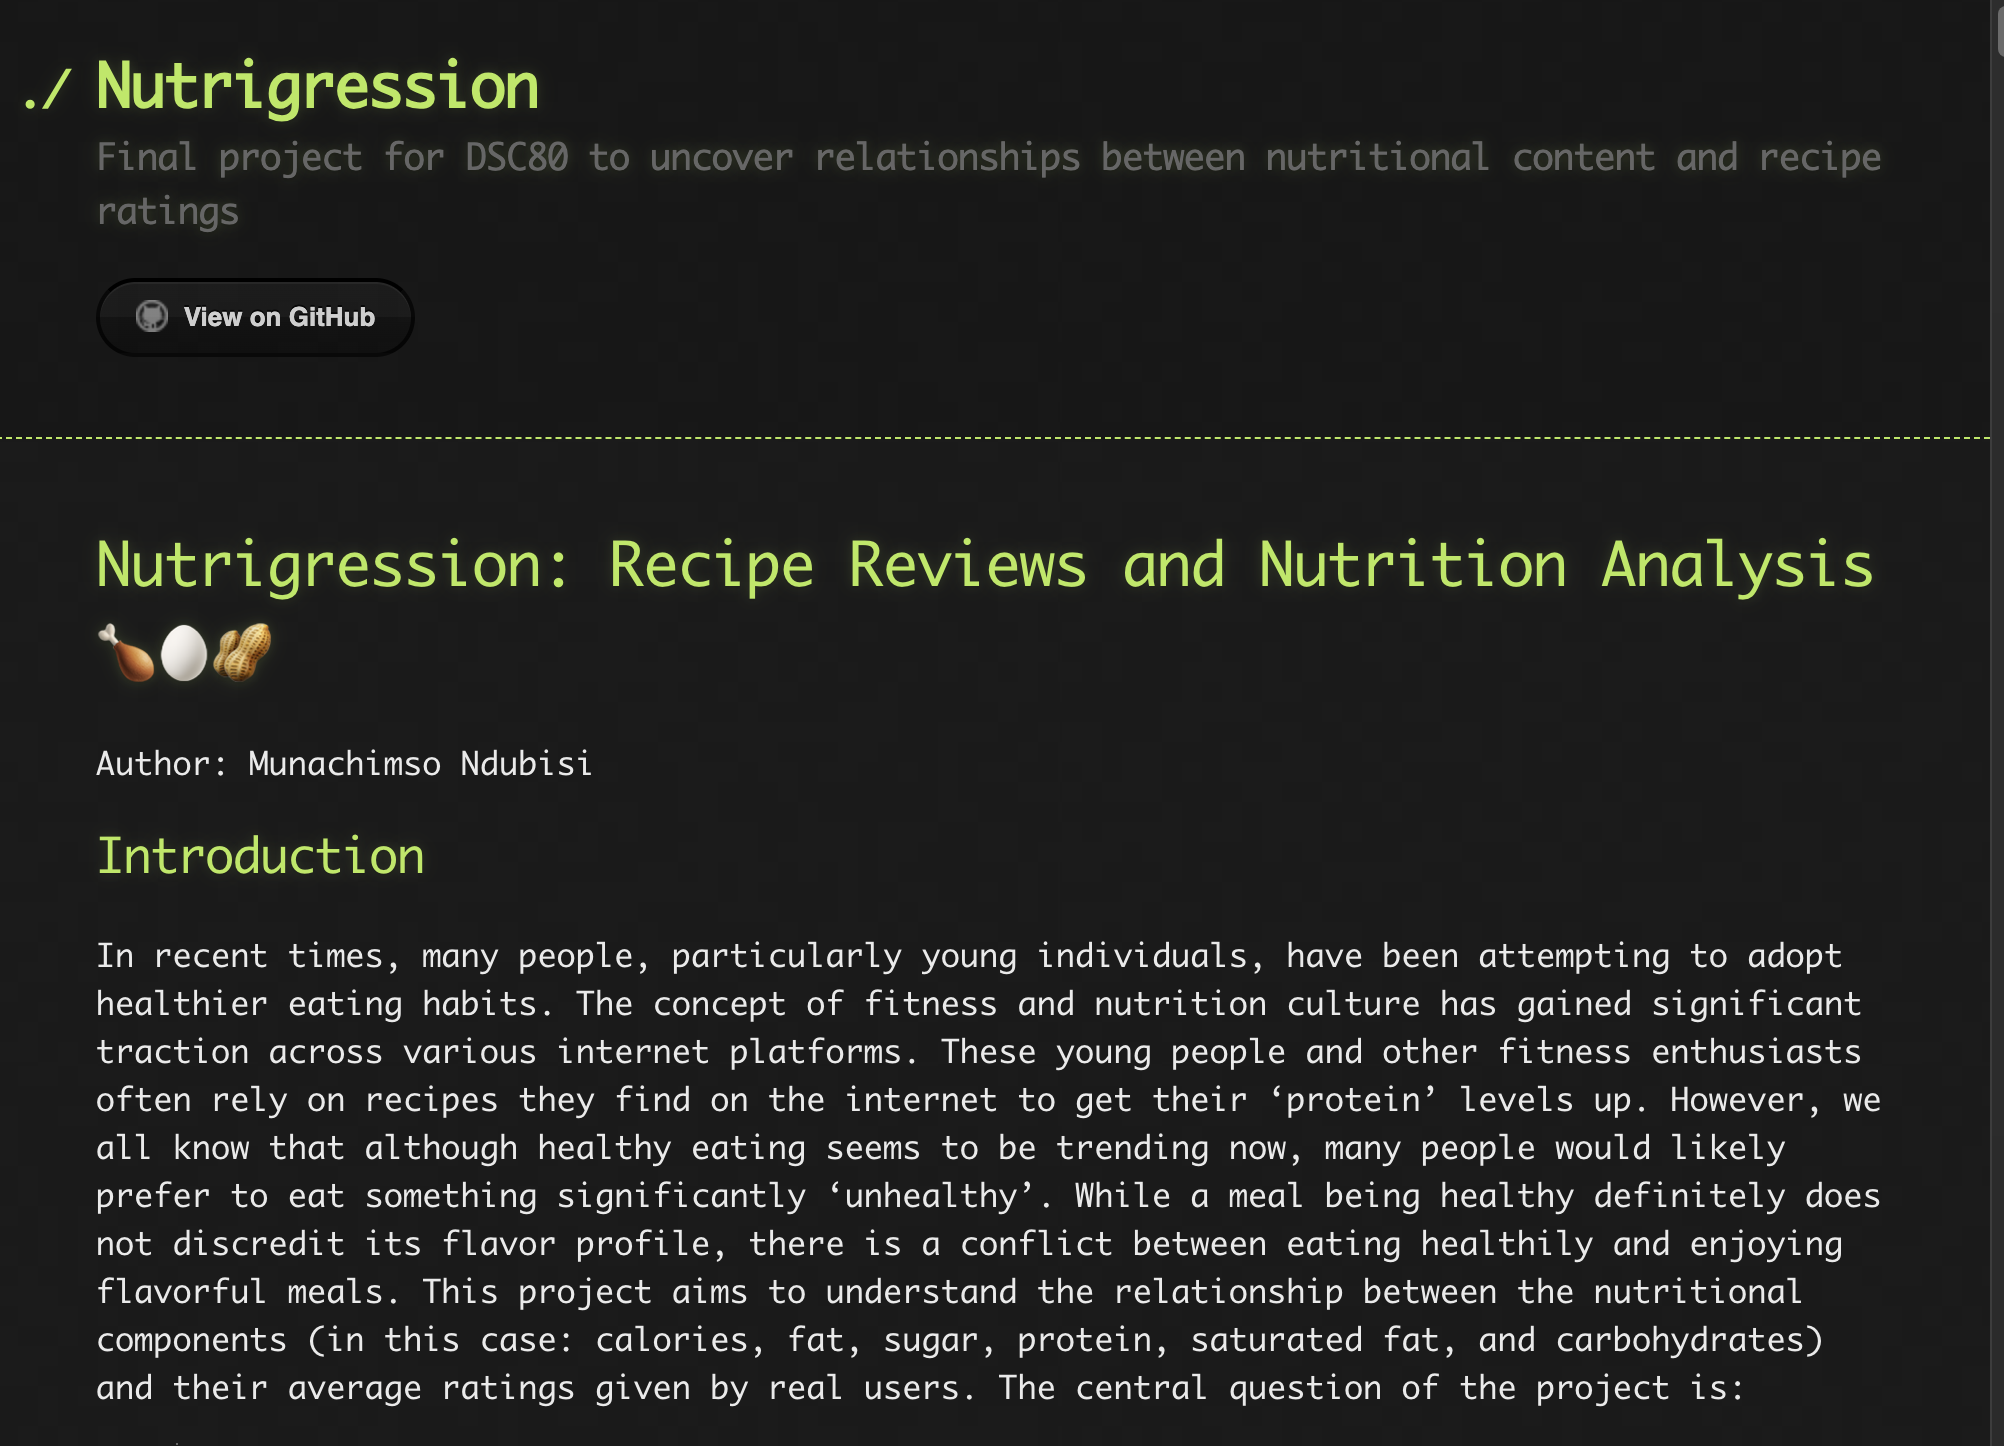 ./ Nutrigression
Final project for DSC80 to uncover relationships between nutritional content and recipe
ratings
View on GitHub
Nutrigression: Recipe Reviews and Nutrition Analysis
Author: Munachimso Ndubisi
Introduction
In recent times, many people, particularly young individuals, have been attempting to adopt
healthier eating habits. The concept of fitness and nutrition culture has gained significant
traction across various internet platforms. These young people and other fitness enthusiasts
often rely on recipes they find on the internet to get their ‘protein’ levels up. However, we
all know that although healthy eating seems to be trending now, many people would likely
prefer to eat something significantly ‘unhealthy’. While a meal being healthy definitely does
not discredit its flavor profile, there is a conflict between eating healthily and enjoying
flavorful meals. This project aims to understand the relationship between the nutritional
components (in this case: calories, fat, sugar, protein, saturated fat, and carbohydrates)
and their average ratings given by real users. The central question of the project is: